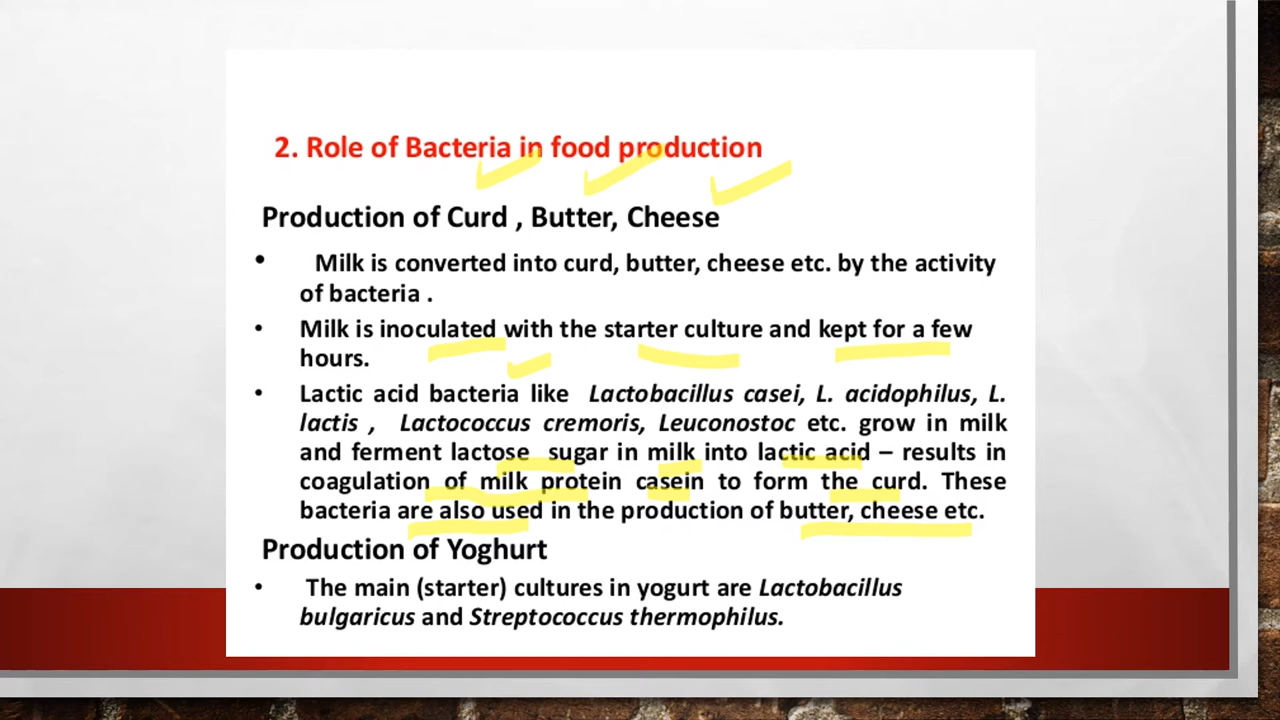 2. Role of Bacteria in food production
Production of Curd , Butter, Cheese
• Milk is converted into curd, butter, cheese etc. by the activity
of bacteria .
• Milk is inoculated with the starter culture and kept for a few
hours.
• Lactic acid bacteria like Lactobacillus casei, L. acidophilus, L.
lactis , Lactococcus cremoris, Leuconostoc etc. grow in milk
and ferment lactose sugar in milk into lactic acid – results in
coagulation of milk protein casein to form the curd. These
bacteria are also used in the production of butter, cheese etc.
Production of Yoghurt
• The main (starter) cultures in yogurt are Lactobacillus
bulgaricus and Streptococcus thermophilus.